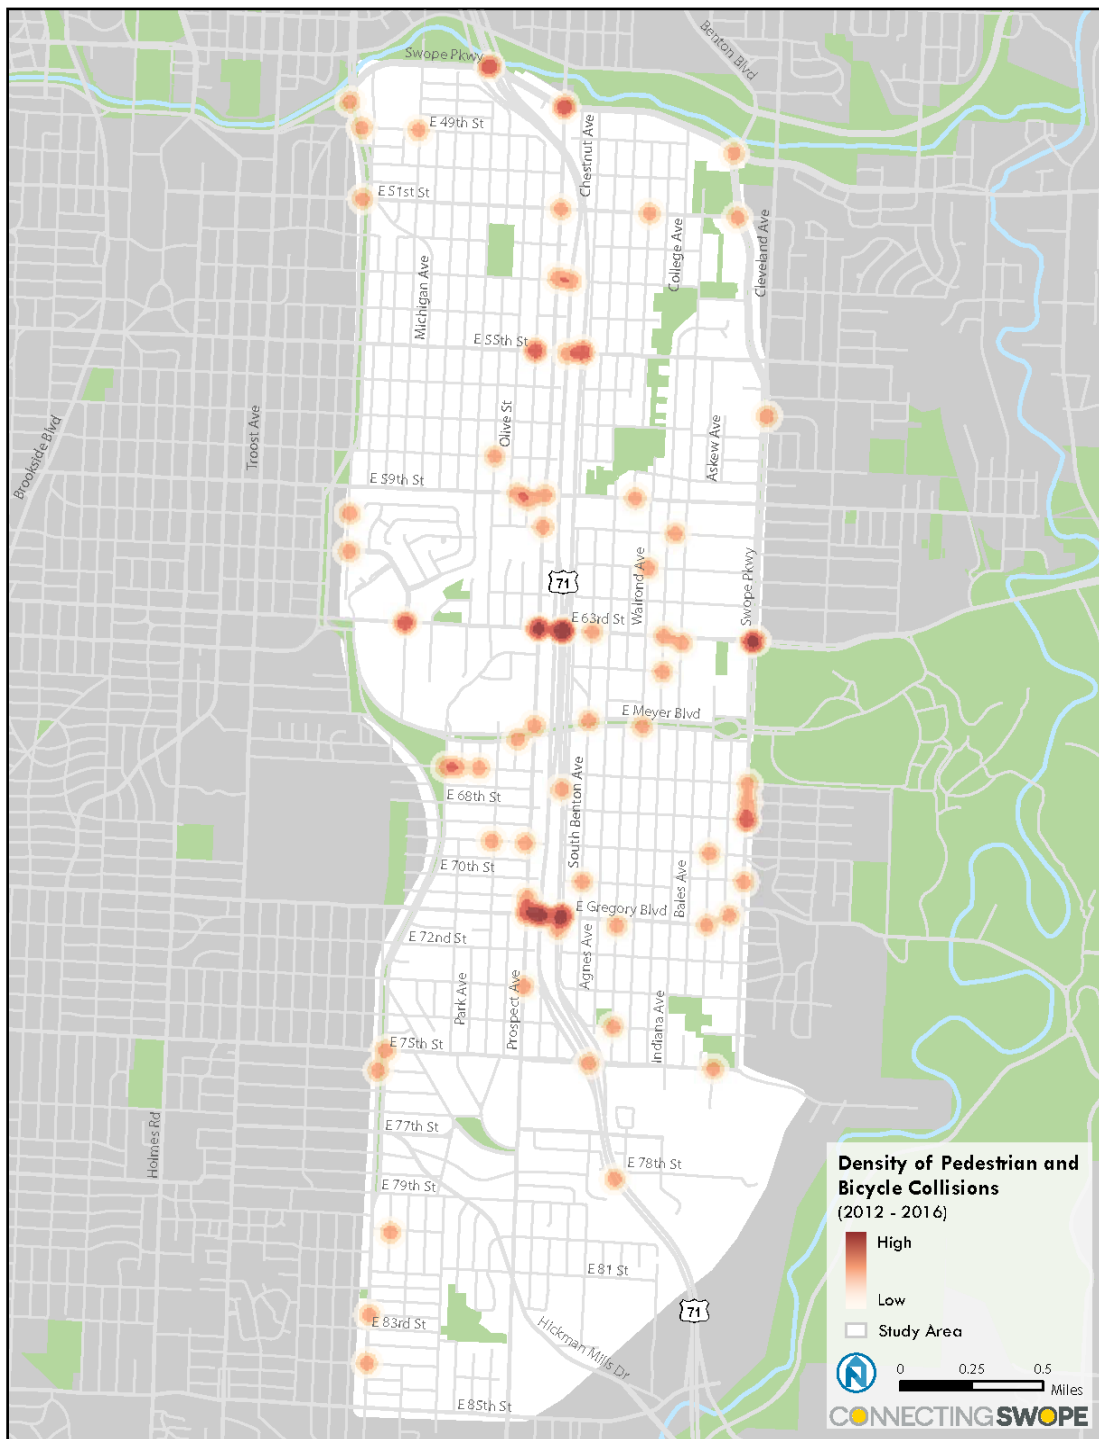 Swope Pkwy
Benton Blvd
E 49th St
Chestnut Ave
E 51st St
College Ave
Cleveland Ave
Michigan Ave
E 55th St
Olive St
Askew Ave
Troost Ave
Brookside Blvd
E 59th St
Walrond Ave
71
Swope Pkwy
E 63rd St
E Meyer Blvd
South Benton Ave
E 68th St
E 70th St
Bales Ave
E Gregory Blvd
E 72nd St
Agnes Ave
Park Ave
Prospect Ave
Indiana Ave
E 75th St
Holmes Rd
E 77th St
E 78th St
E 79th St
E 81 St
71
E 83rd St
Hickman Mills Dr
E 85th St
Density of Pedestrian and
Bicycle Collisions
(2012 - 2016)
High
Low
Study Area
N
0 0.25 0.5
Miles
CONNECTINGSWOPE